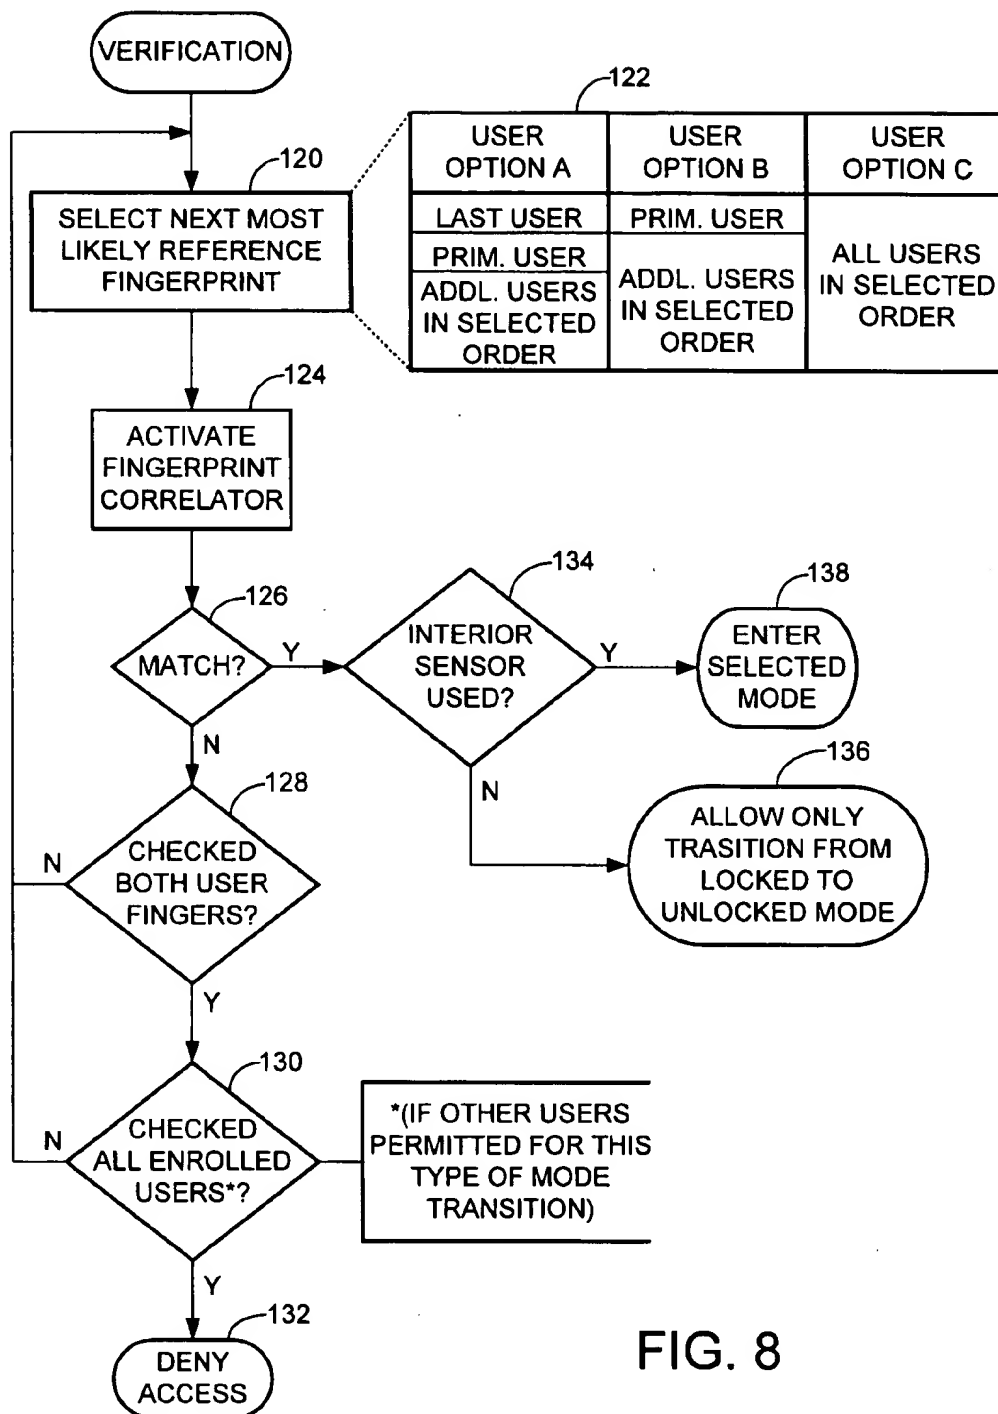 VERIFICATION
122
120
SELECT NEXT MOST
LIKELY REFERENCE
FINGERPRINT
USER
OPTION A
USER
OPTION B
USER
OPTION C
LAST USER
PRIM. USER
ADDL. USERS
IN SELECTED
ORDER
PRIM. USER
ADDL. USERS
IN SELECTED
ORDER
ALL USERS
IN SELECTED
ORDER
124
ACTIVATE
FINGERPRINT
CORRELATOR
126
MATCH?
Y
N
134
INTERIOR
SENSOR
USED?
Y
N
138
ENTER
SELECTED
MODE
136
ALLOW ONLY
TRASITION FROM
LOCKED TO
UNLOCKED MODE
128
CHECKED
BOTH USER
FINGERS?
N
Y
130
CHECKED
ALL ENROLLED
USERS*?
N
Y
*(IF OTHER USERS
PERMITTED FOR THIS
TYPE OF MODE
TRANSITION)
132
DENY
ACCESS
FIG. 8